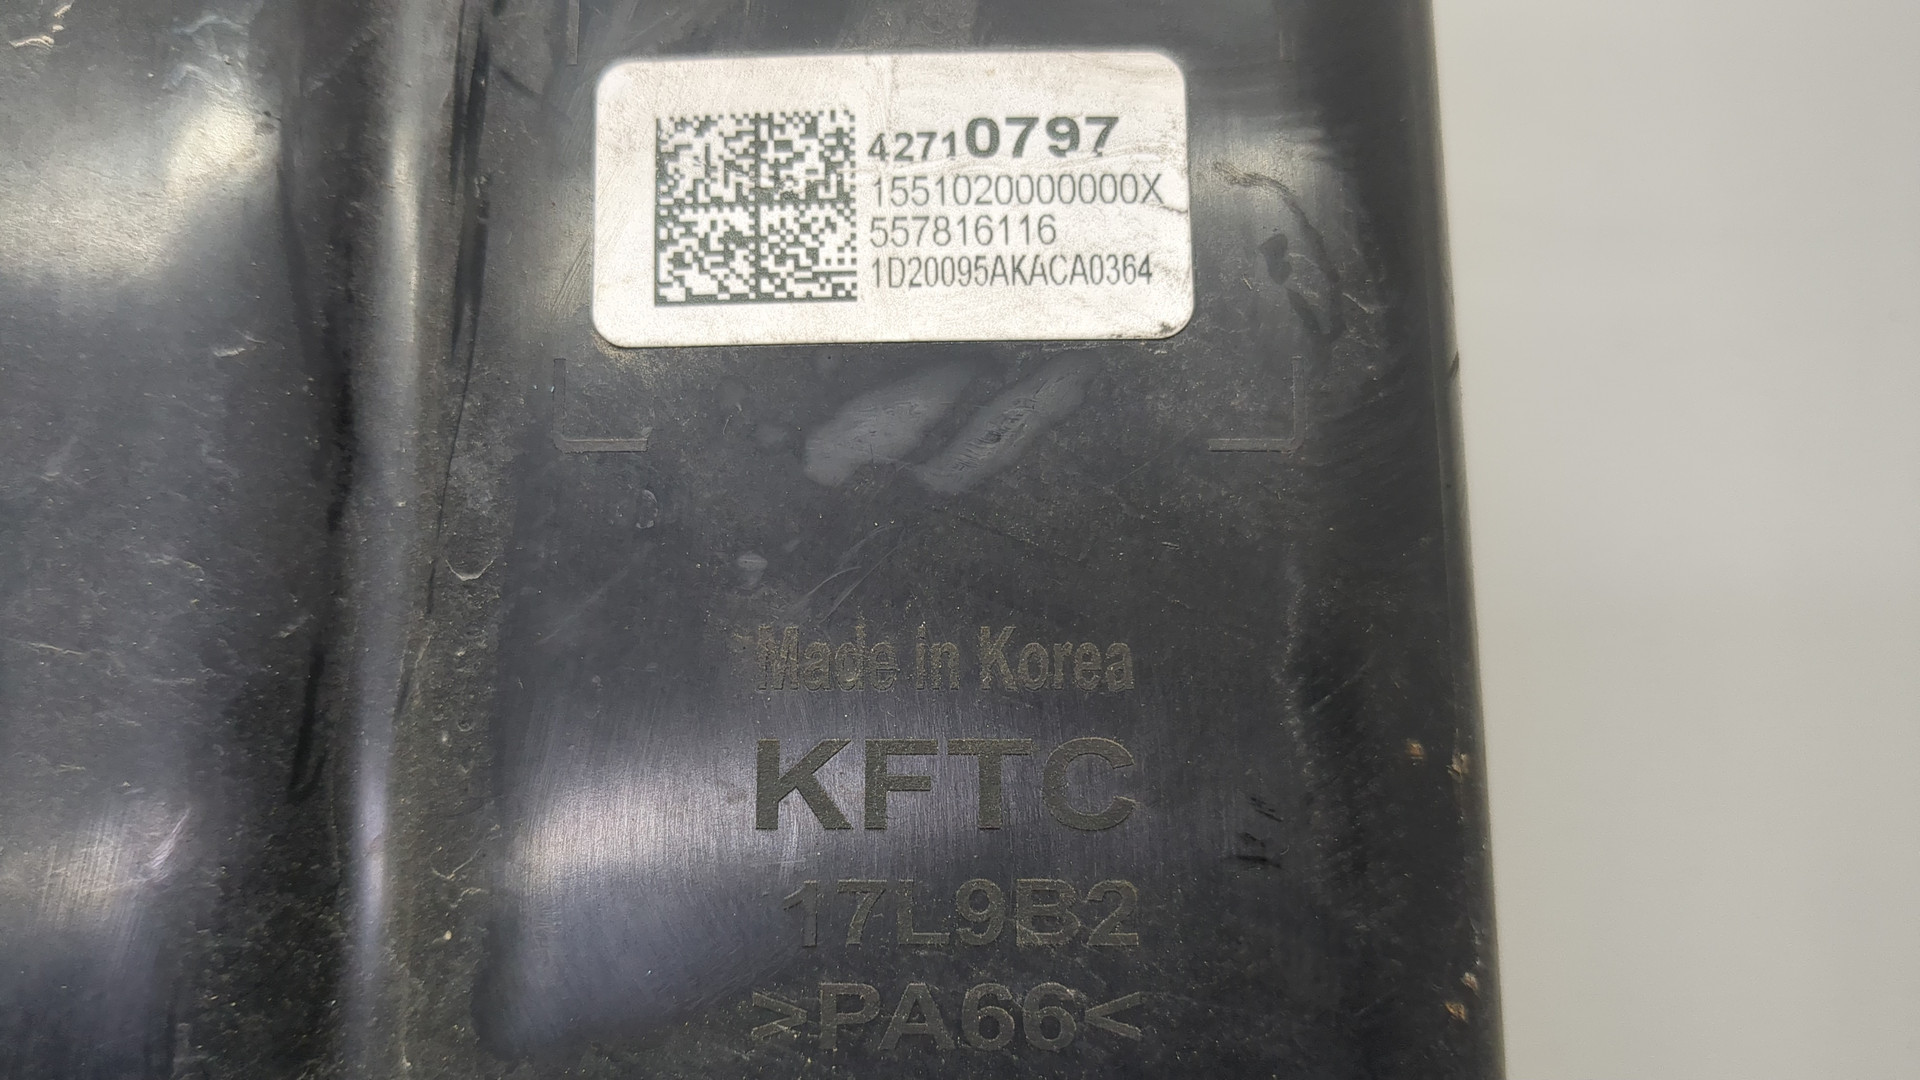 42710797
1551020000000X
557816116
1D20095AKACA0364
Made in Korea
KFTC
17L9B2
>PA66<